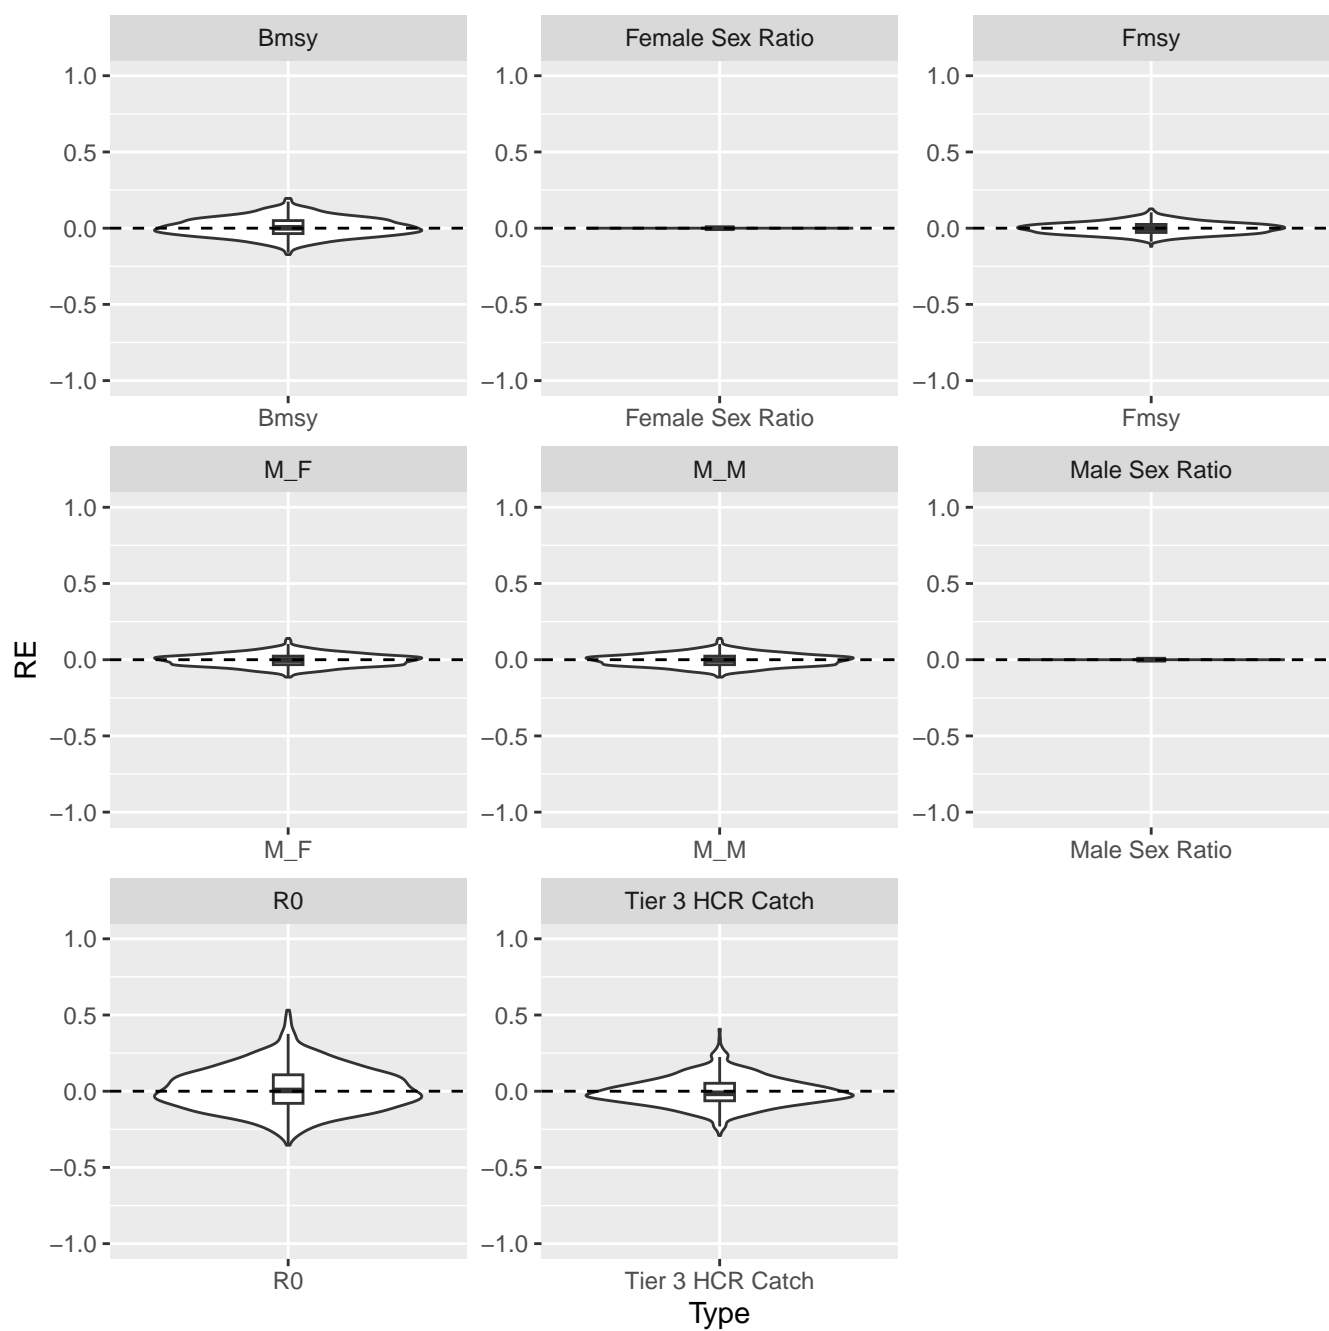 Bmsy Female Sex Ratio Fmsy
1.0 1.0 1.0
0.5 0.5 0.5
0.0 0.0 0.0
−0.5 −0.5 −0.5
−1.0 −1.0 −1.0
Bmsy Female Sex Ratio Fmsy
M_F M_M Male Sex Ratio
1.0 1.0 1.0
0.5 0.5 0.5
RE
0.0 0.0 0.0
−0.5 −0.5 −0.5
−1.0 −1.0 −1.0
M_F M_M Male Sex Ratio
R0 Tier 3 HCR Catch
1.0 1.0
0.5 0.5
0.0 0.0
−0.5 −0.5
−1.0 −1.0
R0 Tier 3 HCR Catch
Type